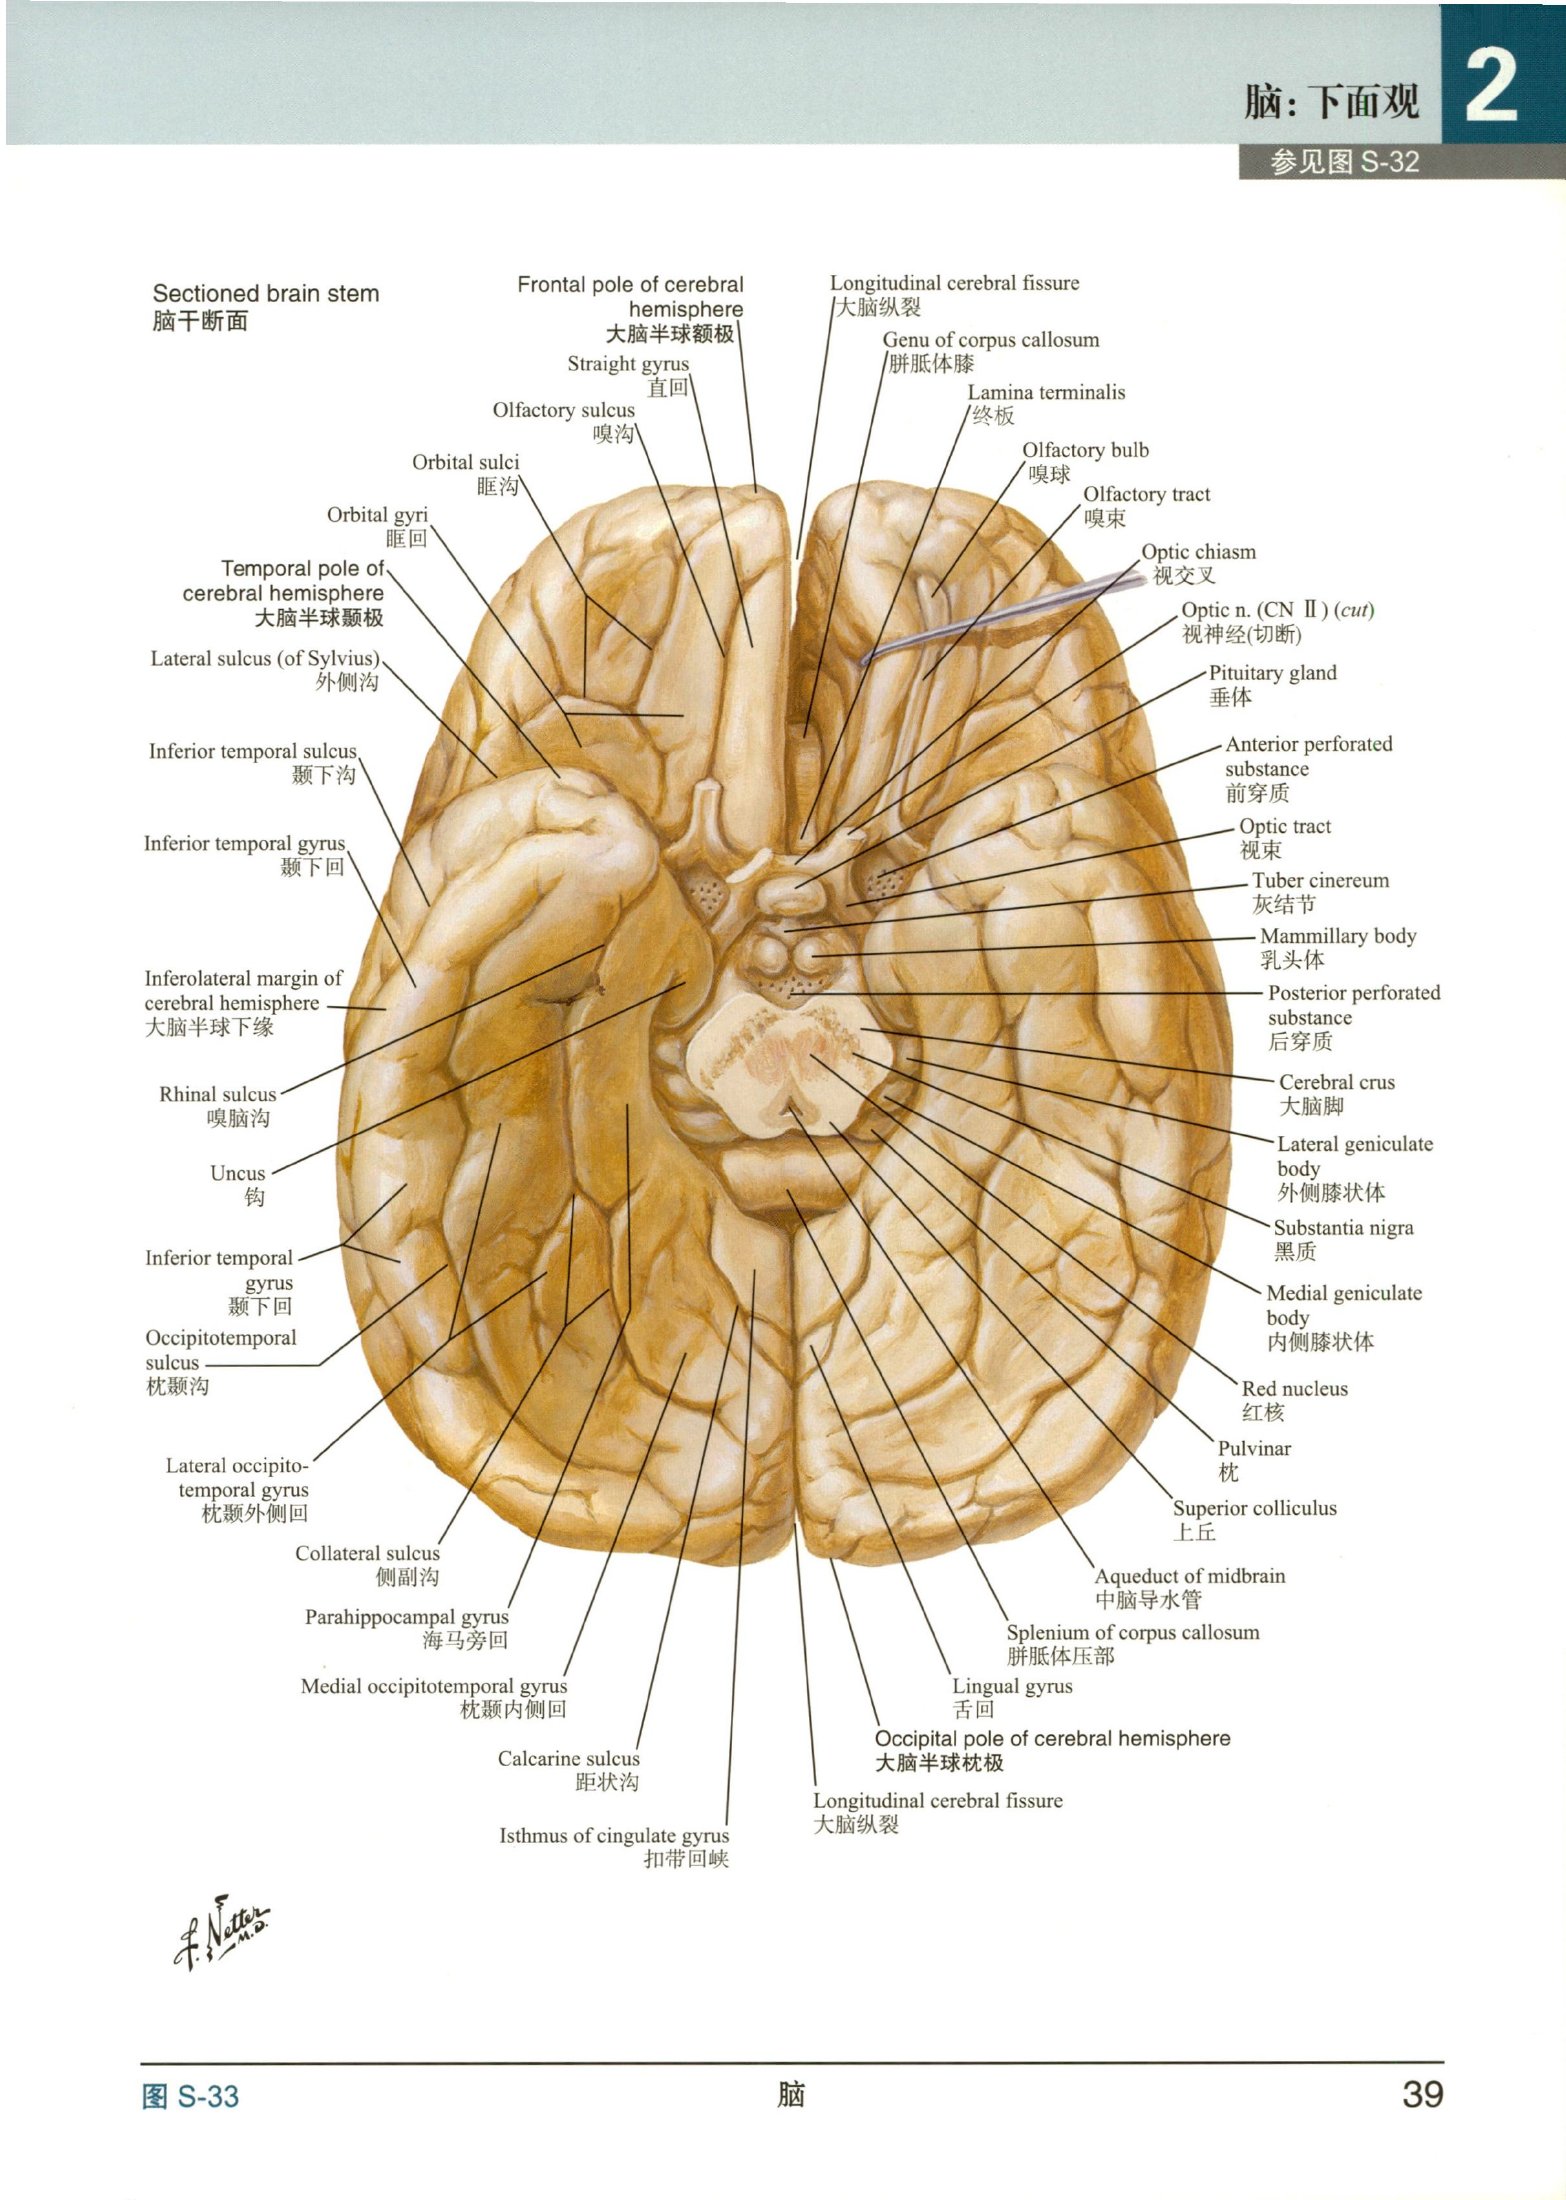 脑：下面观
2
参见图 S-32
Sectioned brain stem
脑干断面
Frontal pole of cerebral
hemisphere
大脑半球额极
Straight gyrus
直回
Olfactory sulcus
嗅沟
Orbital sulci
眶沟
Orbital gyri
眶回
Temporal pole of
cerebral hemisphere
大脑半球颞极
Lateral sulcus (of Sylvius)
外侧沟
Inferior temporal sulcus
颞下沟
Inferior temporal gyrus
颞下回
Inferolateral margin of
cerebral hemisphere
大脑半球下缘
Rhinal sulcus
嗅脑沟
Uncus
钩
Inferior temporal
gyrus
颞下回
Occipitotemporal
sulcus
枕颞沟
Lateral occipito-
temporal gyrus
枕颞外侧回
Collateral sulcus
侧副沟
Parahippocampal gyrus
海马旁回
Medial occipitotemporal gyrus
枕颞内侧回
Calcarine sulcus
距状沟
Isthmus of cingulate gyrus
扣带回峡
Longitudinal cerebral fissure
大脑纵裂
Genu of corpus callosum
胼胝体膝
Lamina terminalis
终板
Olfactory bulb
嗅球
Olfactory tract
嗅束
Optic chiasm
视交叉
Optic n. (CN Ⅱ) (cut)
视神经(切断)
Pituitary gland
垂体
Anterior perforated
substance
前穿质
Optic tract
视束
Tuber cinereum
灰结节
Mammillary body
乳头体
Posterior perforated
substance
后穿质
Cerebral crus
大脑脚
Lateral geniculate
body
外侧膝状体
Substantia nigra
黑质
Medial geniculate
body
内侧膝状体
Red nucleus
红核
Pulvinar
枕
Superior colliculus
上丘
Aqueduct of midbrain
中脑导水管
Splenium of corpus callosum
胼胝体压部
Lingual gyrus
舌回
Occipital pole of cerebral hemisphere
大脑半球枕极
Longitudinal cerebral fissure
大脑纵裂
F. Netter
M.D.
图 S-33
脑
39